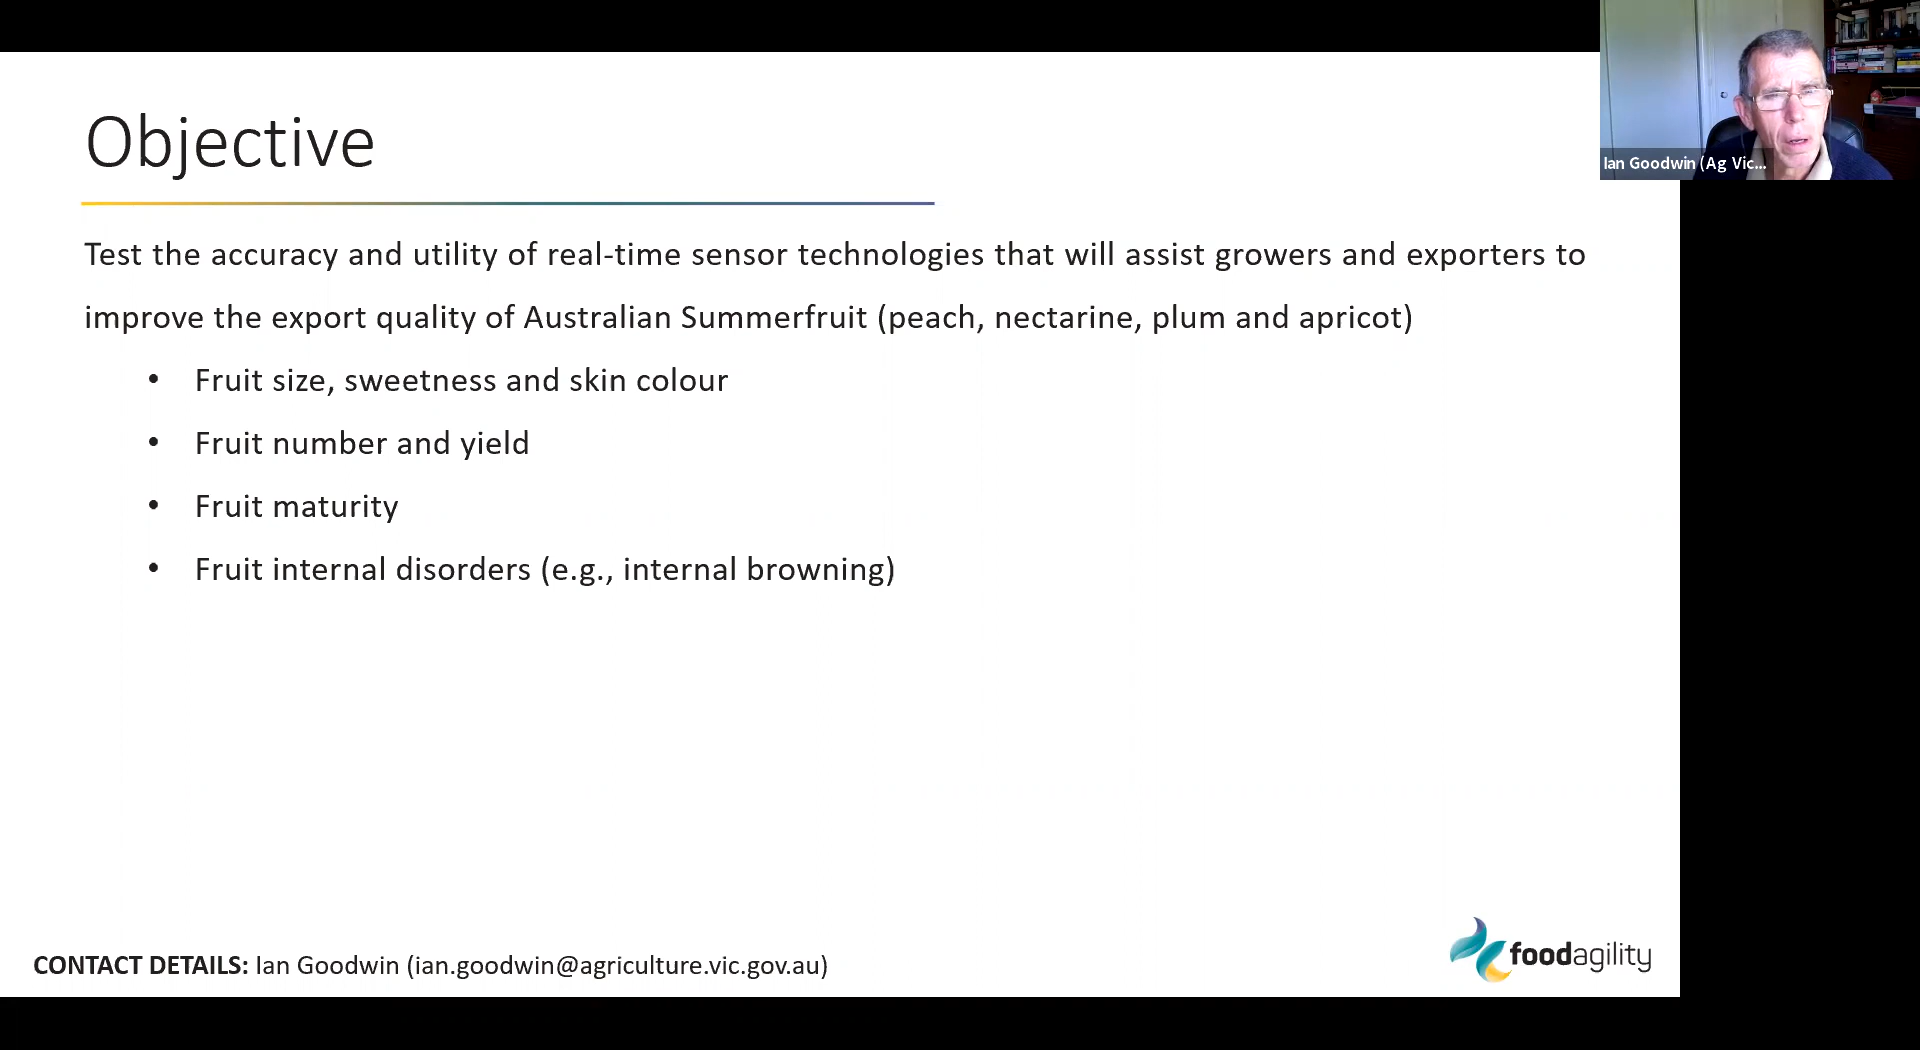 Objective
Test the accuracy and utility of real-time sensor technologies that will assist growers and exporters to
improve the export quality of Australian Summerfruit (peach, nectarine, plum and apricot)
• Fruit size, sweetness and skin colour
• Fruit number and yield
• Fruit maturity
• Fruit internal disorders (e.g., internal browning)
CONTACT DETAILS: Ian Goodwin (ian.goodwin@agriculture.vic.gov.au)
foodagility
Ian Goodwin (Ag Vic...